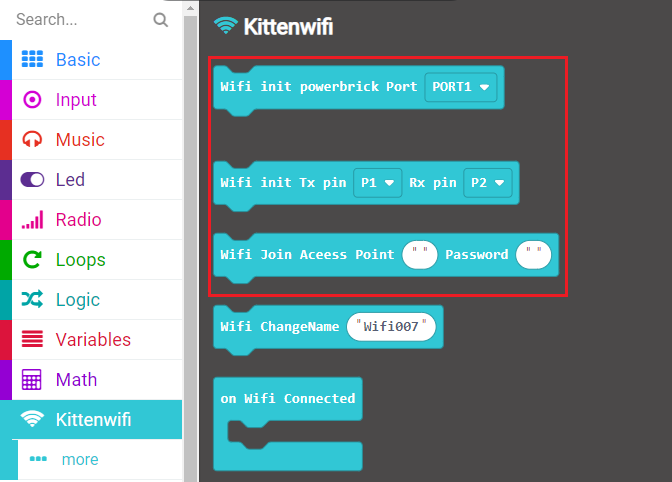 Search...
Basic
Input
Music
Led
Radio
Loops
Logic
Variables
Math
Kittenwifi
more
Kittenwifi
Wifi init powerbrick Port PORT1
Wifi init Tx pin P1 Rx pin P2
Wifi Join Aceess Point " " Password " "
Wifi ChangeName "Wifi007"
on Wifi Connected